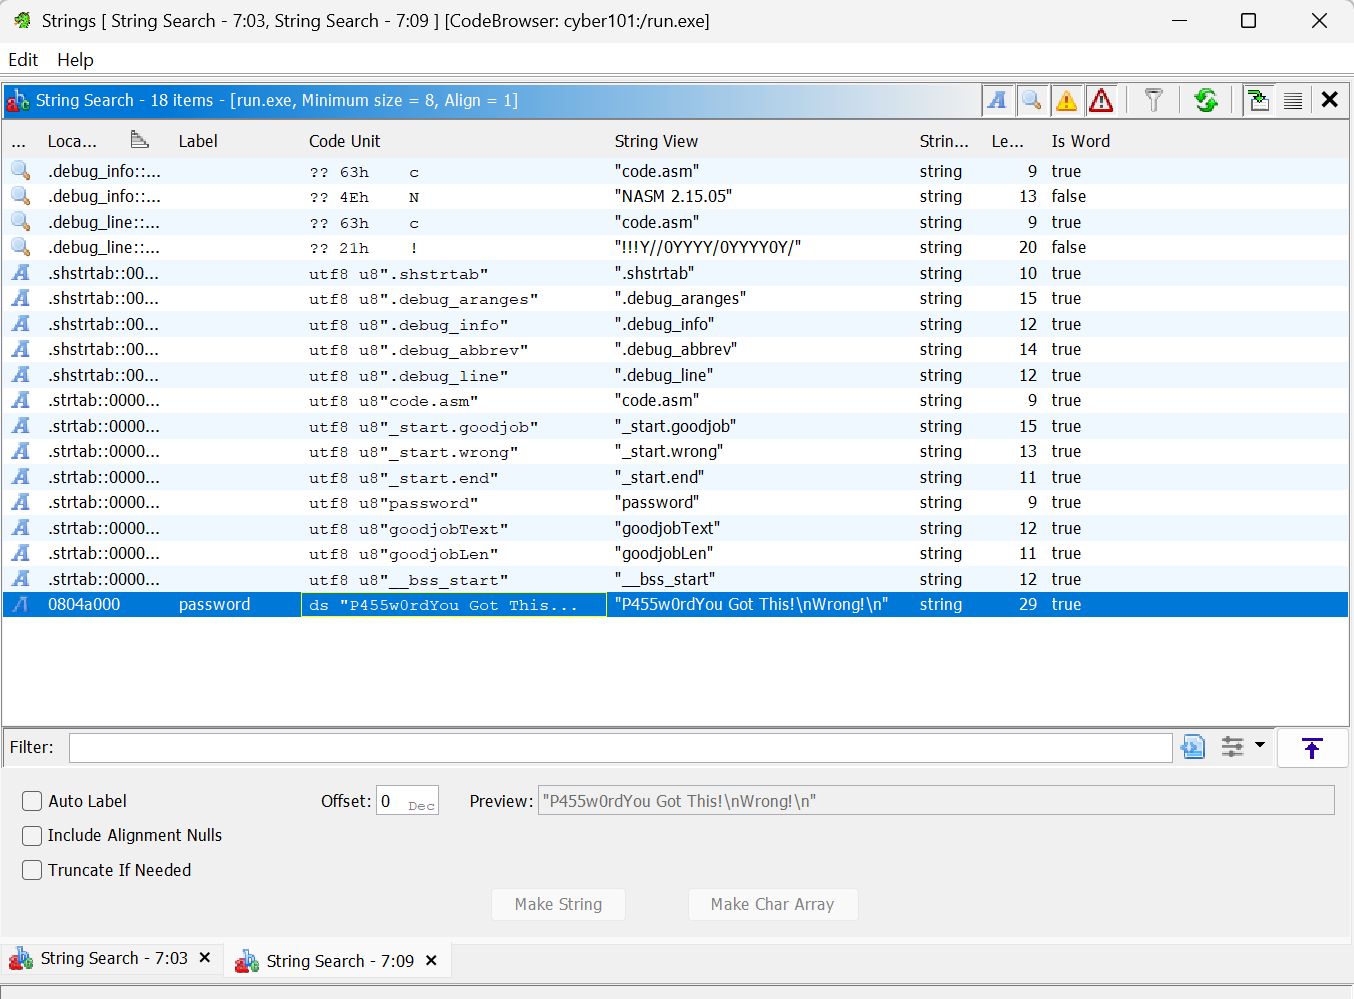 Strings [ String Search - 7:03, String Search - 7:09 ] [CodeBrowser: cyber101:/run.exe]
Edit Help
String Search - 18 items - [run.exe, Minimum size = 8, Align = 1]
... Loca... Label Code Unit String View Strin... Le... Is Word
.debug_info::... ?? 63h c "code.asm" string 9 true
.debug_info::... ?? 4Eh N "NASM 2.15.05" string 13 false
.debug_line::... ?? 63h c "code.asm" string 9 true
.debug_line::... ?? 21h ! "!!!Y//0YYYY/0YYYY0Y/" string 20 false
.shstrtab::00... utf8 u8".shstrtab" ".shstrtab" string 10 true
.shstrtab::00... utf8 u8".debug_aranges" ".debug_aranges" string 15 true
.shstrtab::00... utf8 u8".debug_info" ".debug_info" string 12 true
.shstrtab::00... utf8 u8".debug_abbrev" ".debug_abbrev" string 14 true
.shstrtab::00... utf8 u8".debug_line" ".debug_line" string 12 true
.strtab::0000... utf8 u8"code.asm" "code.asm" string 9 true
.strtab::0000... utf8 u8"_start.goodjob" "_start.goodjob" string 15 true
.strtab::0000... utf8 u8"_start.wrong" "_start.wrong" string 13 true
.strtab::0000... utf8 u8"_start.end" "_start.end" string 11 true
.strtab::0000... utf8 u8"password" "password" string 9 true
.strtab::0000... utf8 u8"goodjobText" "goodjobText" string 12 true
.strtab::0000... utf8 u8"goodjobLen" "goodjobLen" string 11 true
.strtab::0000... utf8 u8"__bss_start" "__bss_start" string 12 true
0804a000 password ds "P455w0rdYou Got This... "P455w0rdYou Got This!\nWrong!\n" string 29 true
Filter:
Auto Label Offset: 0 Dec Preview: "P455w0rdYou Got This!\nWrong!\n"
Include Alignment Nulls
Truncate If Needed
Make String Make Char Array
String Search - 7:03 String Search - 7:09